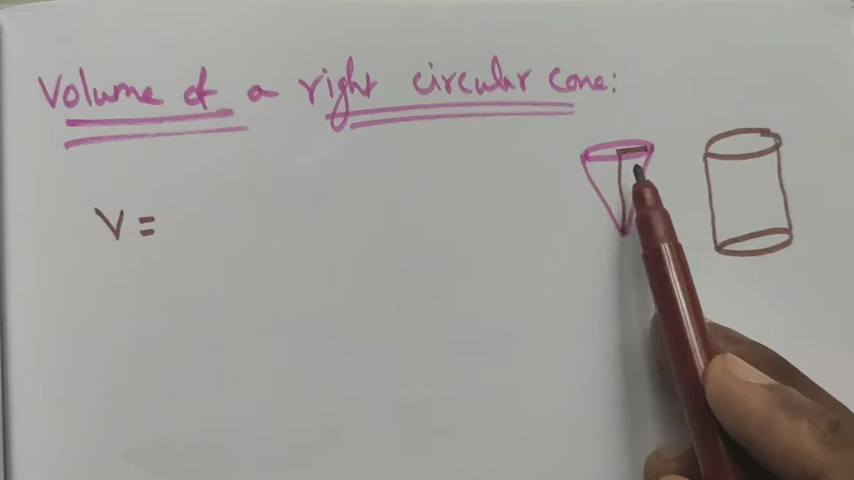 Volume of a right circular cone:
V =